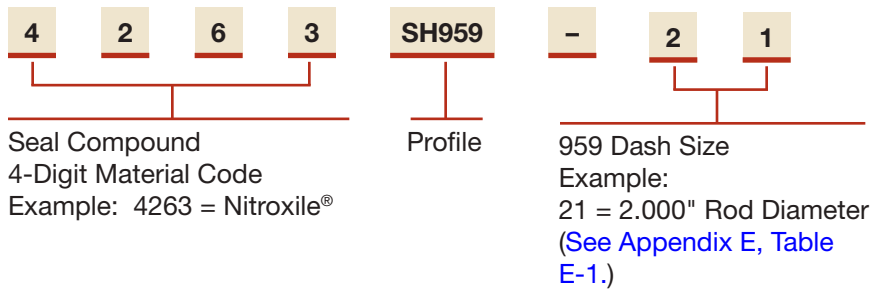 4 2 6 3 SH959 – 2 1
Seal Compound
4-Digit Material Code
Example: 4263 = Nitroxile®
Profile
959 Dash Size
Example:
21 = 2.000" Rod Diameter
(See Appendix E, Table
E-1.)